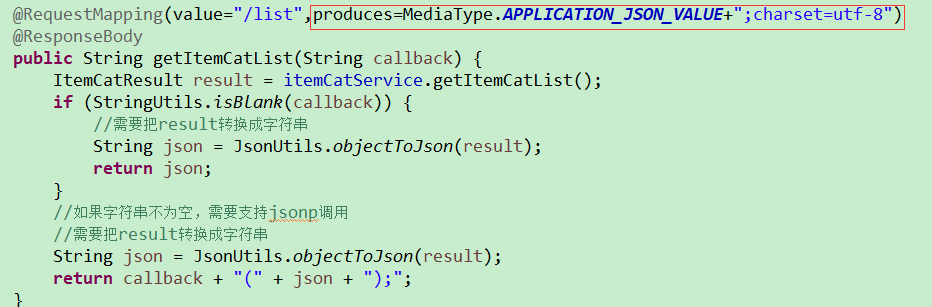 @RequestMapping(value="/list",produces=MediaType.APPLICATION_JSON_VALUE+";charset=utf-8")
@ResponseBody
public String getItemCatList(String callback) {
    ItemCatResult result = itemCatService.getItemCatList();
    if (StringUtils.isBlank(callback)) {
        //需要把result转换成字符串
        String json = JsonUtils.objectToJson(result);
        return json;
    }
    //如果字符串不为空，需要支持jsonp调用
    //需要把result转换成字符串
    String json = JsonUtils.objectToJson(result);
    return callback + "(" + json + ");";
}